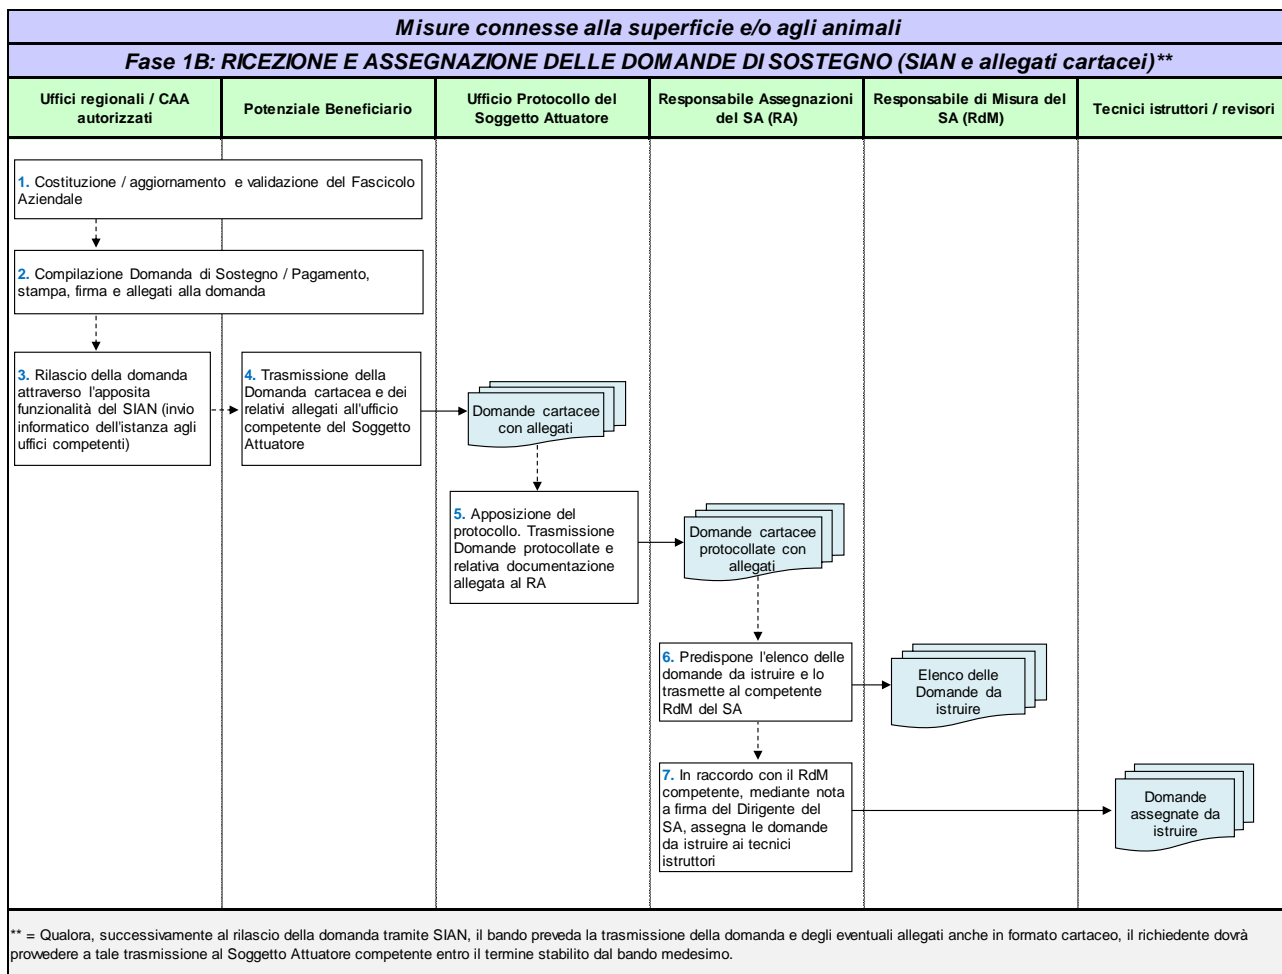 Misure connesse alla superficie e/o agli animali
Fase 1B: RICEZIONE E ASSEGNAZIONE DELLE DOMANDE DI SOSTEGNO (SIAN e allegati cartacei)**
Uffici regionali / CAA
autorizzati
Potenziale Beneficiario
Ufficio Protocollo del
Soggetto Attuatore
Responsabile Assegnazioni
del SA (RA)
Responsabile di Misura del
SA (RdM)
Tecnici istruttori / revisori
1. Costituzione / aggiornamento e validazione del Fascicolo
Aziendale
2. Compilazione Domanda di Sostegno / Pagamento,
stampa, firma e allegati alla domanda
3. Rilascio della domanda
attraverso l'apposita
funzionalità del SIAN (invio
informatico dell'istanza agli
uffici competenti)
4. Trasmissione della
Domanda cartacea e dei
relativi allegati all'ufficio
competente del Soggetto
Attuatore
Domande cartacee
con allegati
5. Apposizione del
protocollo. Trasmissione
Domande protocollate e
relativa documentazione
allegata al RA
Domande cartacee
protocollate con
allegati
6. Predispone l'elenco delle
domande da istruire e lo
trasmette al competente
RdM del SA
Elenco delle
Domande da
istruire
7. In raccordo con il RdM
competente, mediante nota
a firma del Dirigente del
SA, assegna le domande
da istruire ai tecnici
istruttori
Domande
assegnate da
istruire
** = Qualora, successivamente al rilascio della domanda tramite SIAN, il bando preveda la trasmissione della domanda e degli eventuali allegati anche in formato cartaceo, il richiedente dovrà
provvedere a tale trasmissione al Soggetto Attuatore competente entro il termine stabilito dal bando medesimo.